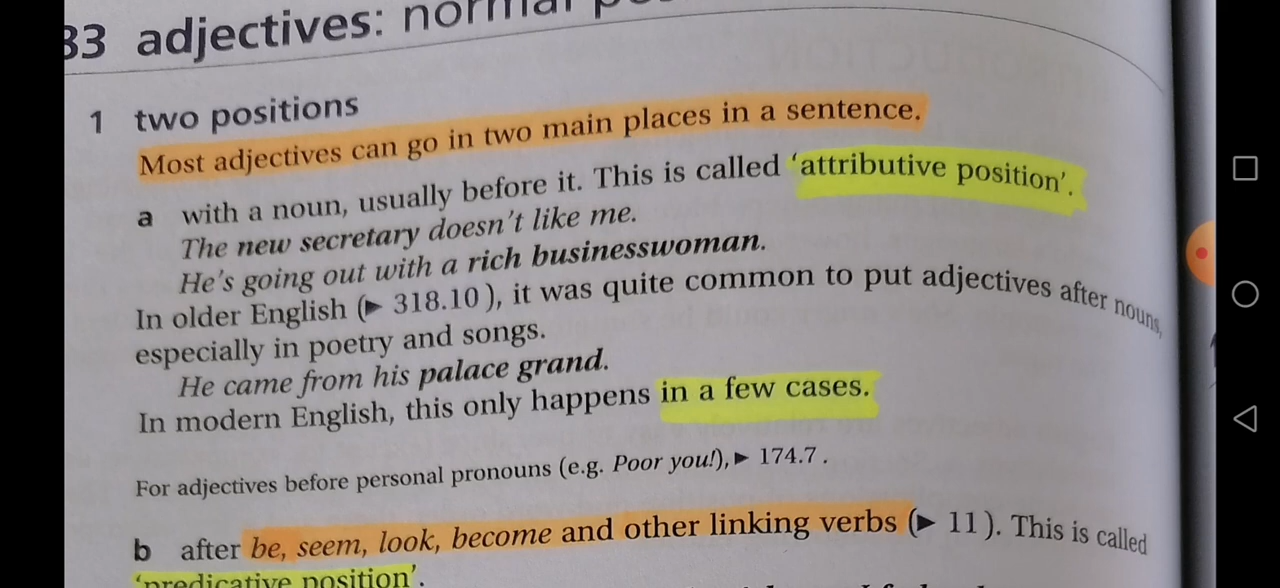 33 adjectives: normal
1 two positions
Most adjectives can go in two main places in a sentence.
a with a noun, usually before it. This is called ‘attributive position’.
The new secretary doesn’t like me.
He’s going out with a rich businesswoman.
In older English (▶ 318.10), it was quite common to put adjectives after nouns,
especially in poetry and songs.
He came from his palace grand.
In modern English, this only happens in a few cases.
For adjectives before personal pronouns (e.g. Poor you!), ▶ 174.7.
b after be, seem, look, become and other linking verbs (▶ 11). This is called
‘predicative position’.